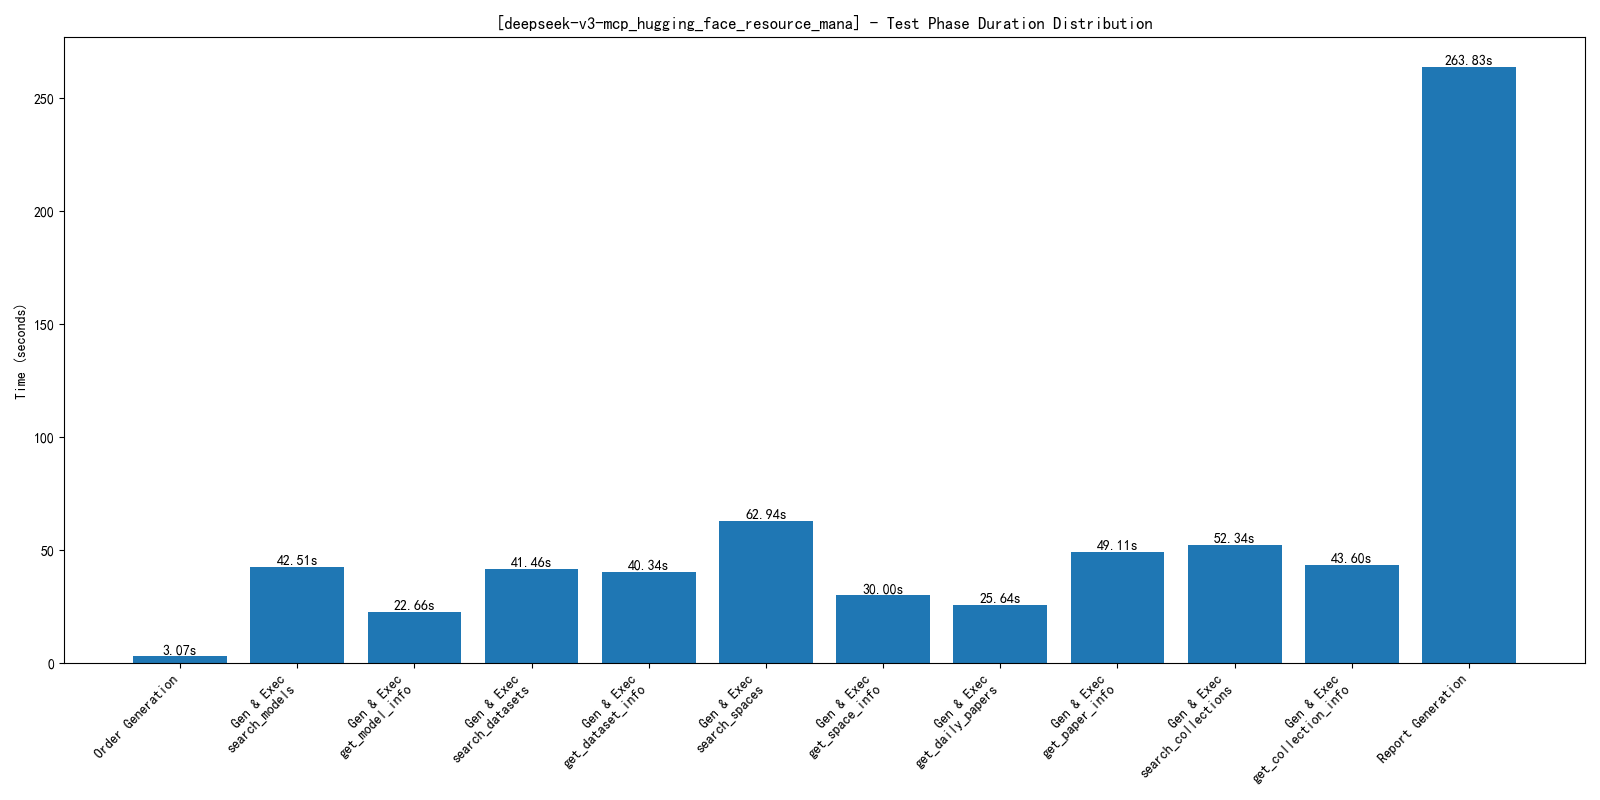 [deepseek-v3-mcp_hugging_face_resource_mana] - Test Phase Duration Distribution
Time (seconds)
250
200
150
100
50
0
3.07s
42.51s
22.66s
41.46s
40.34s
62.94s
30.00s
25.64s
49.11s
52.34s
43.60s
263.83s
Order Generation
Gen & Exec
search_models
Gen & Exec
get_model_info
Gen & Exec
search_datasets
Gen & Exec
get_dataset_info
Gen & Exec
search_spaces
Gen & Exec
get_space_info
Gen & Exec
get_daily_papers
Gen & Exec
get_paper_info
Gen & Exec
search_collections
Gen & Exec
get_collection_info
Report Generation